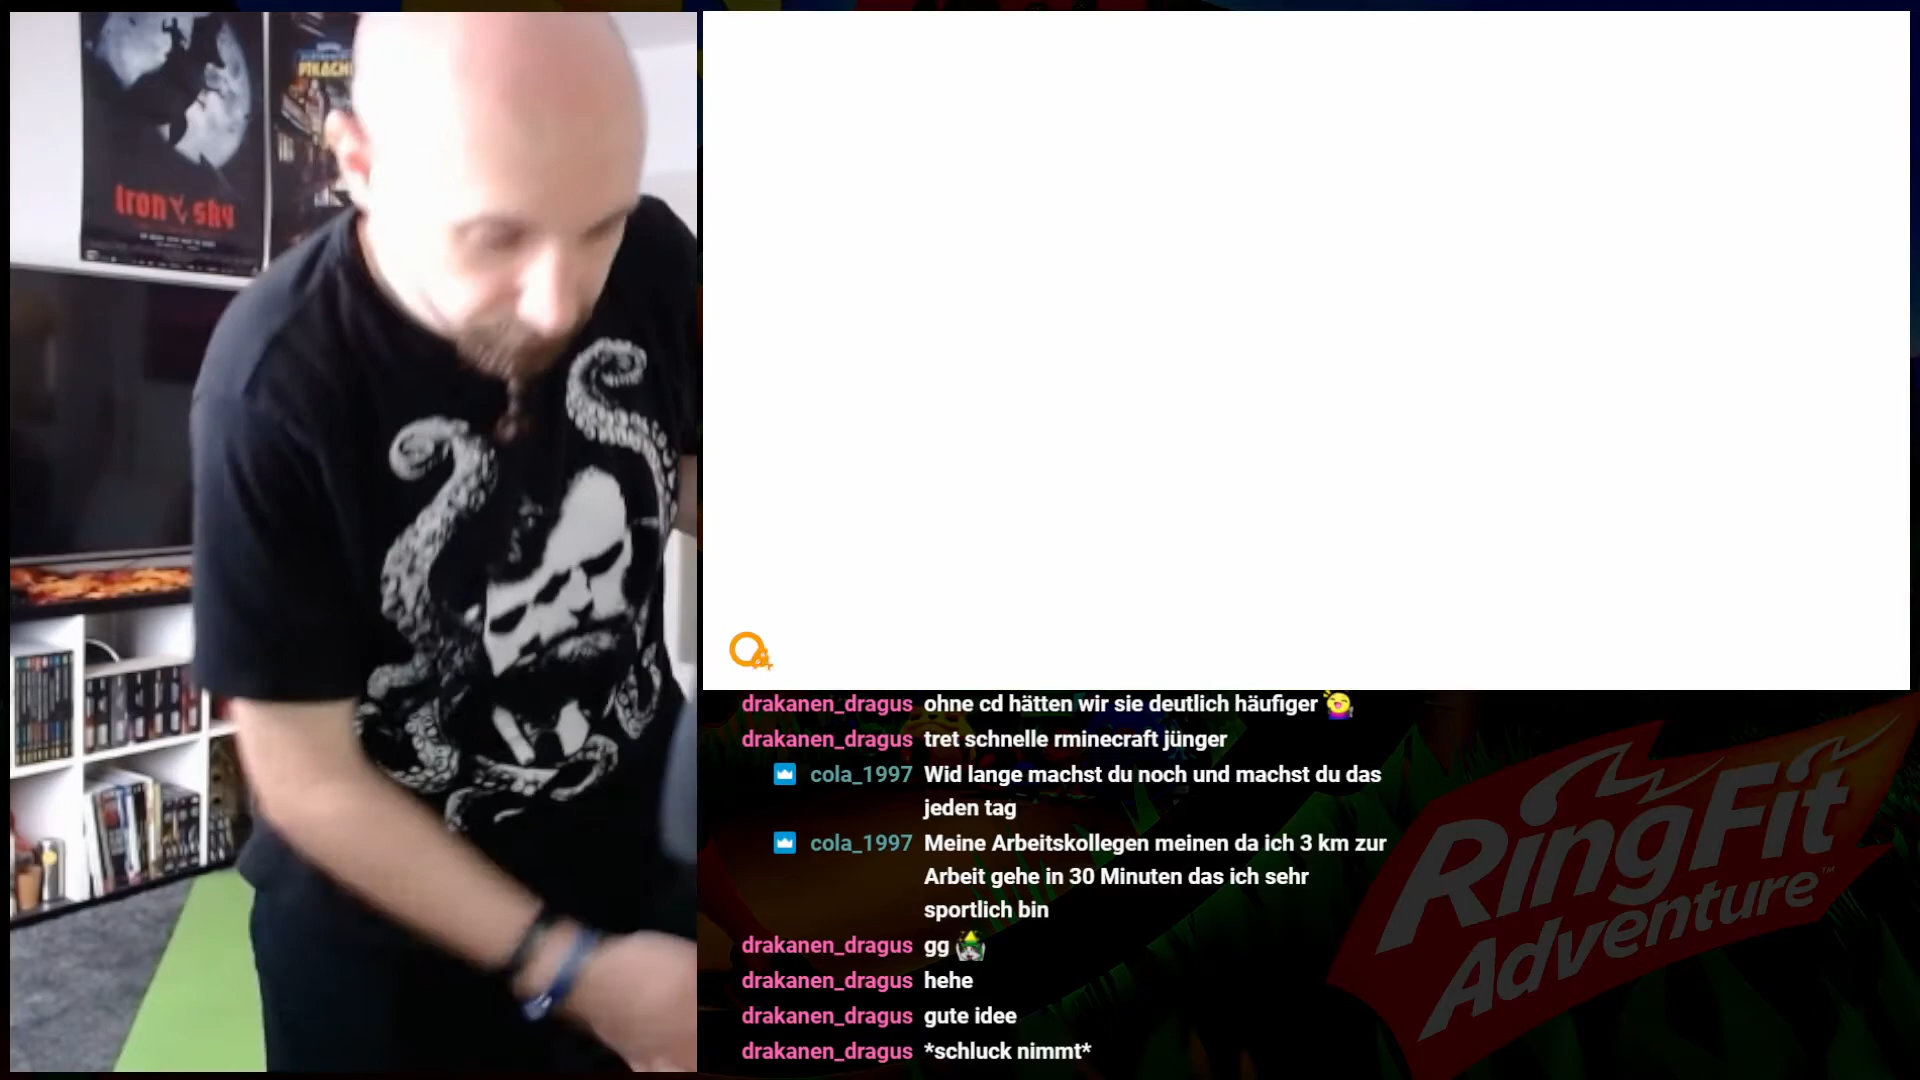 PIKACHU
Iron Sky
drakanen_dragus ohne cd hätten wir sie deutlich häufiger
drakanen_dragus tret schnelle rminecraft jünger
cola_1997 Wid lange machst du noch und machst du das
jeden tag
cola_1997 Meine Arbeitskollegen meinen da ich 3 km zur
Arbeit gehe in 30 Minuten das ich sehr
sportlich bin
drakanen_dragus gg
drakanen_dragus hehe
drakanen_dragus gute idee
drakanen_dragus *schluck nimmt*
RingFit
Adventure™